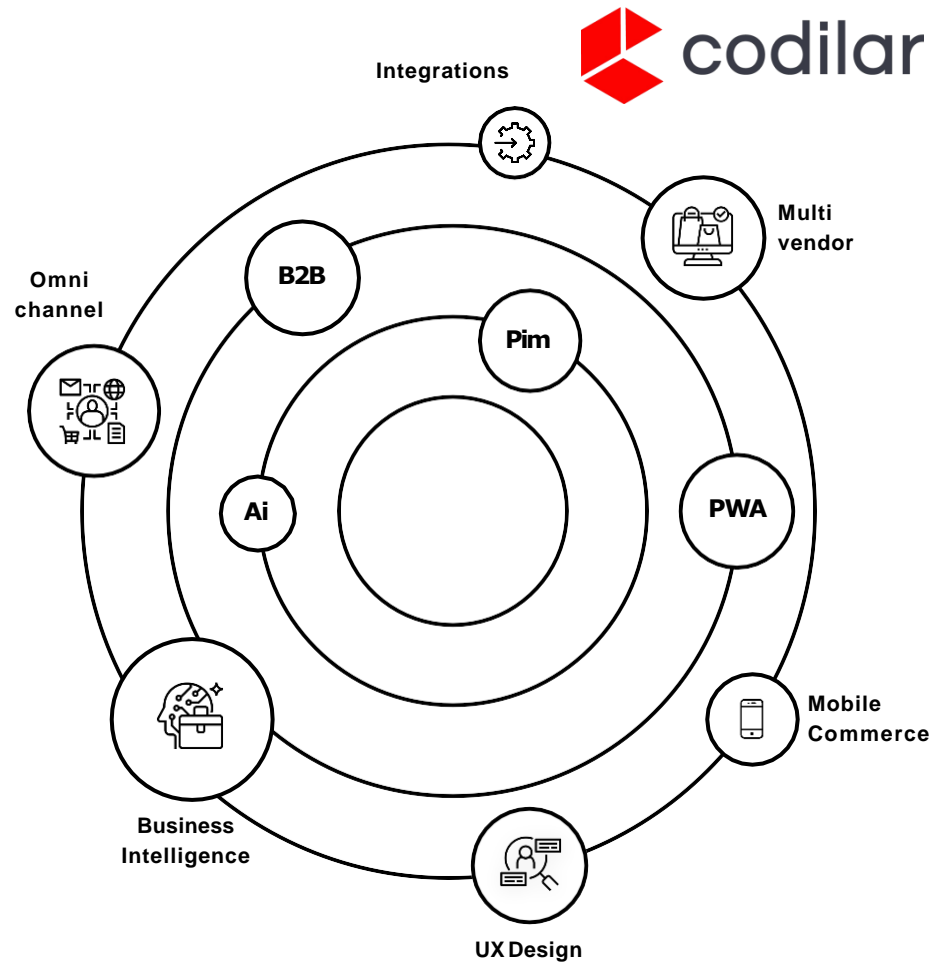 codilar
Integrations
Multi
vendor
B2B
Omni
channel
Pim
Ai
PWA
Mobile
Commerce
Business
Intelligence
UX Design